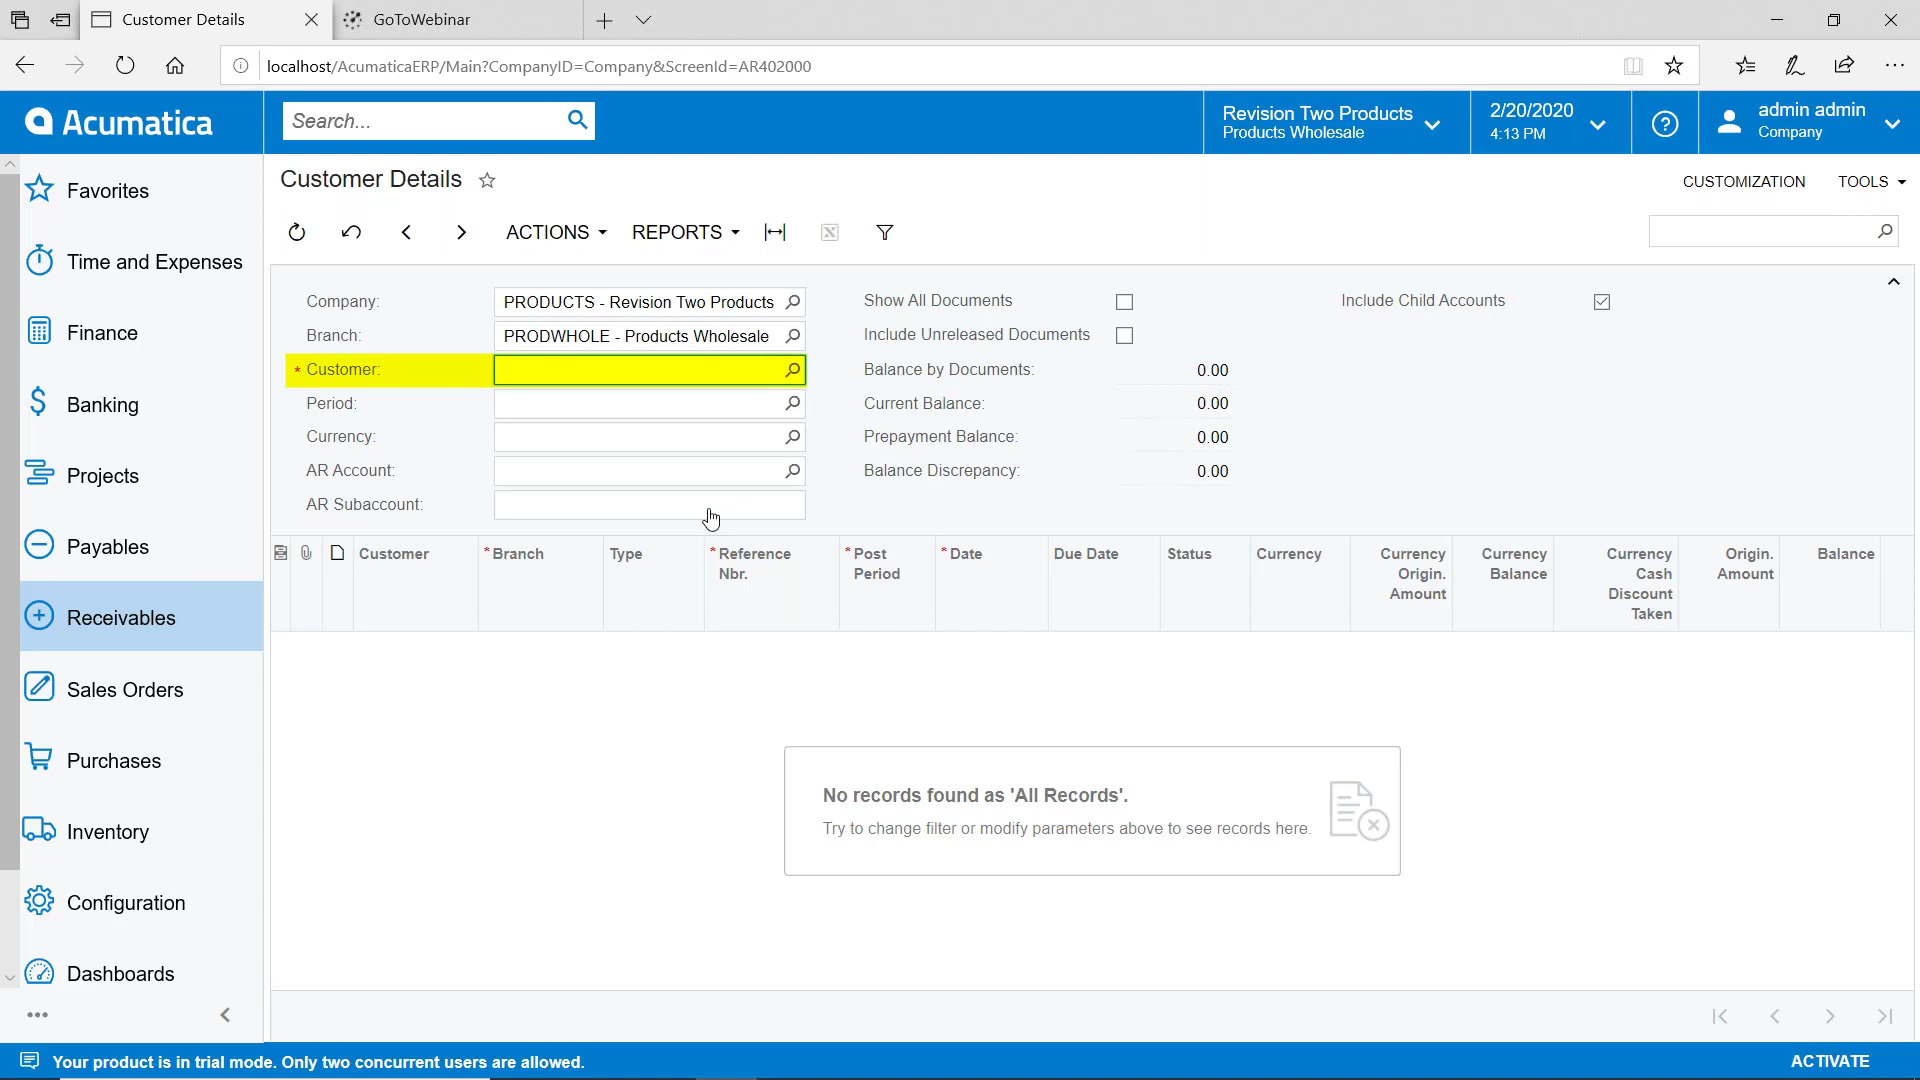 Customer Details
GoToWebinar
localhost/AcumaticaERP/Main?CompanyID=Company&ScreenId=AR402000
Acumatica
Search...
Revision Two Products
Products Wholesale
2/20/2020
4:13 PM
admin admin
Company
Favorites
Time and Expenses
Finance
Banking
Projects
Payables
Receivables
Sales Orders
Purchases
Inventory
Configuration
Dashboards
Customer Details
CUSTOMIZATION
TOOLS
ACTIONS
REPORTS
Company:
PRODUCTS - Revision Two Products
Branch:
PRODWHOLE - Products Wholesale
* Customer:
Period:
Currency:
AR Account:
AR Subaccount:
Show All Documents
Include Unreleased Documents
Balance by Documents: 0.00
Current Balance: 0.00
Prepayment Balance: 0.00
Balance Discrepancy: 0.00
Include Child Accounts
Customer
* Branch
Type
* Reference
Nbr.
* Post
Period
* Date
Due Date
Status
Currency
Currency
Origin.
Amount
Currency
Balance
Currency
Cash
Discount
Taken
Origin.
Amount
Balance
No records found as 'All Records'.
Try to change filter or modify parameters above to see records here.
Your product is in trial mode. Only two concurrent users are allowed.
ACTIVATE